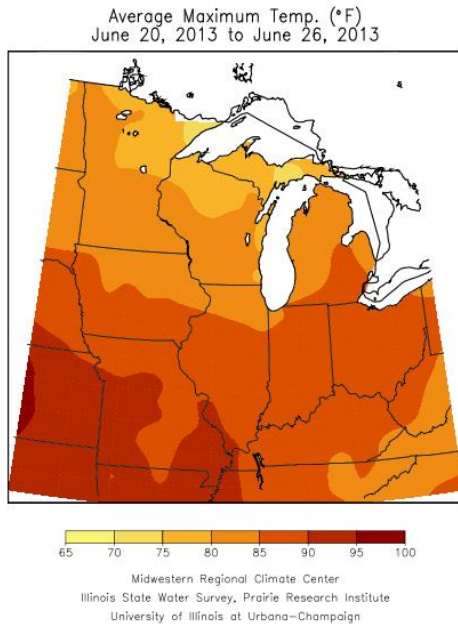 Average Maximum Temp. (°F)
June 20, 2013 to June 26, 2013
65 70 75 80 85 90 95 100
Midwestern Regional Climate Center
Illinois State Water Survey, Prairie Research Institute
University of Illinois at Urbana-Champaign